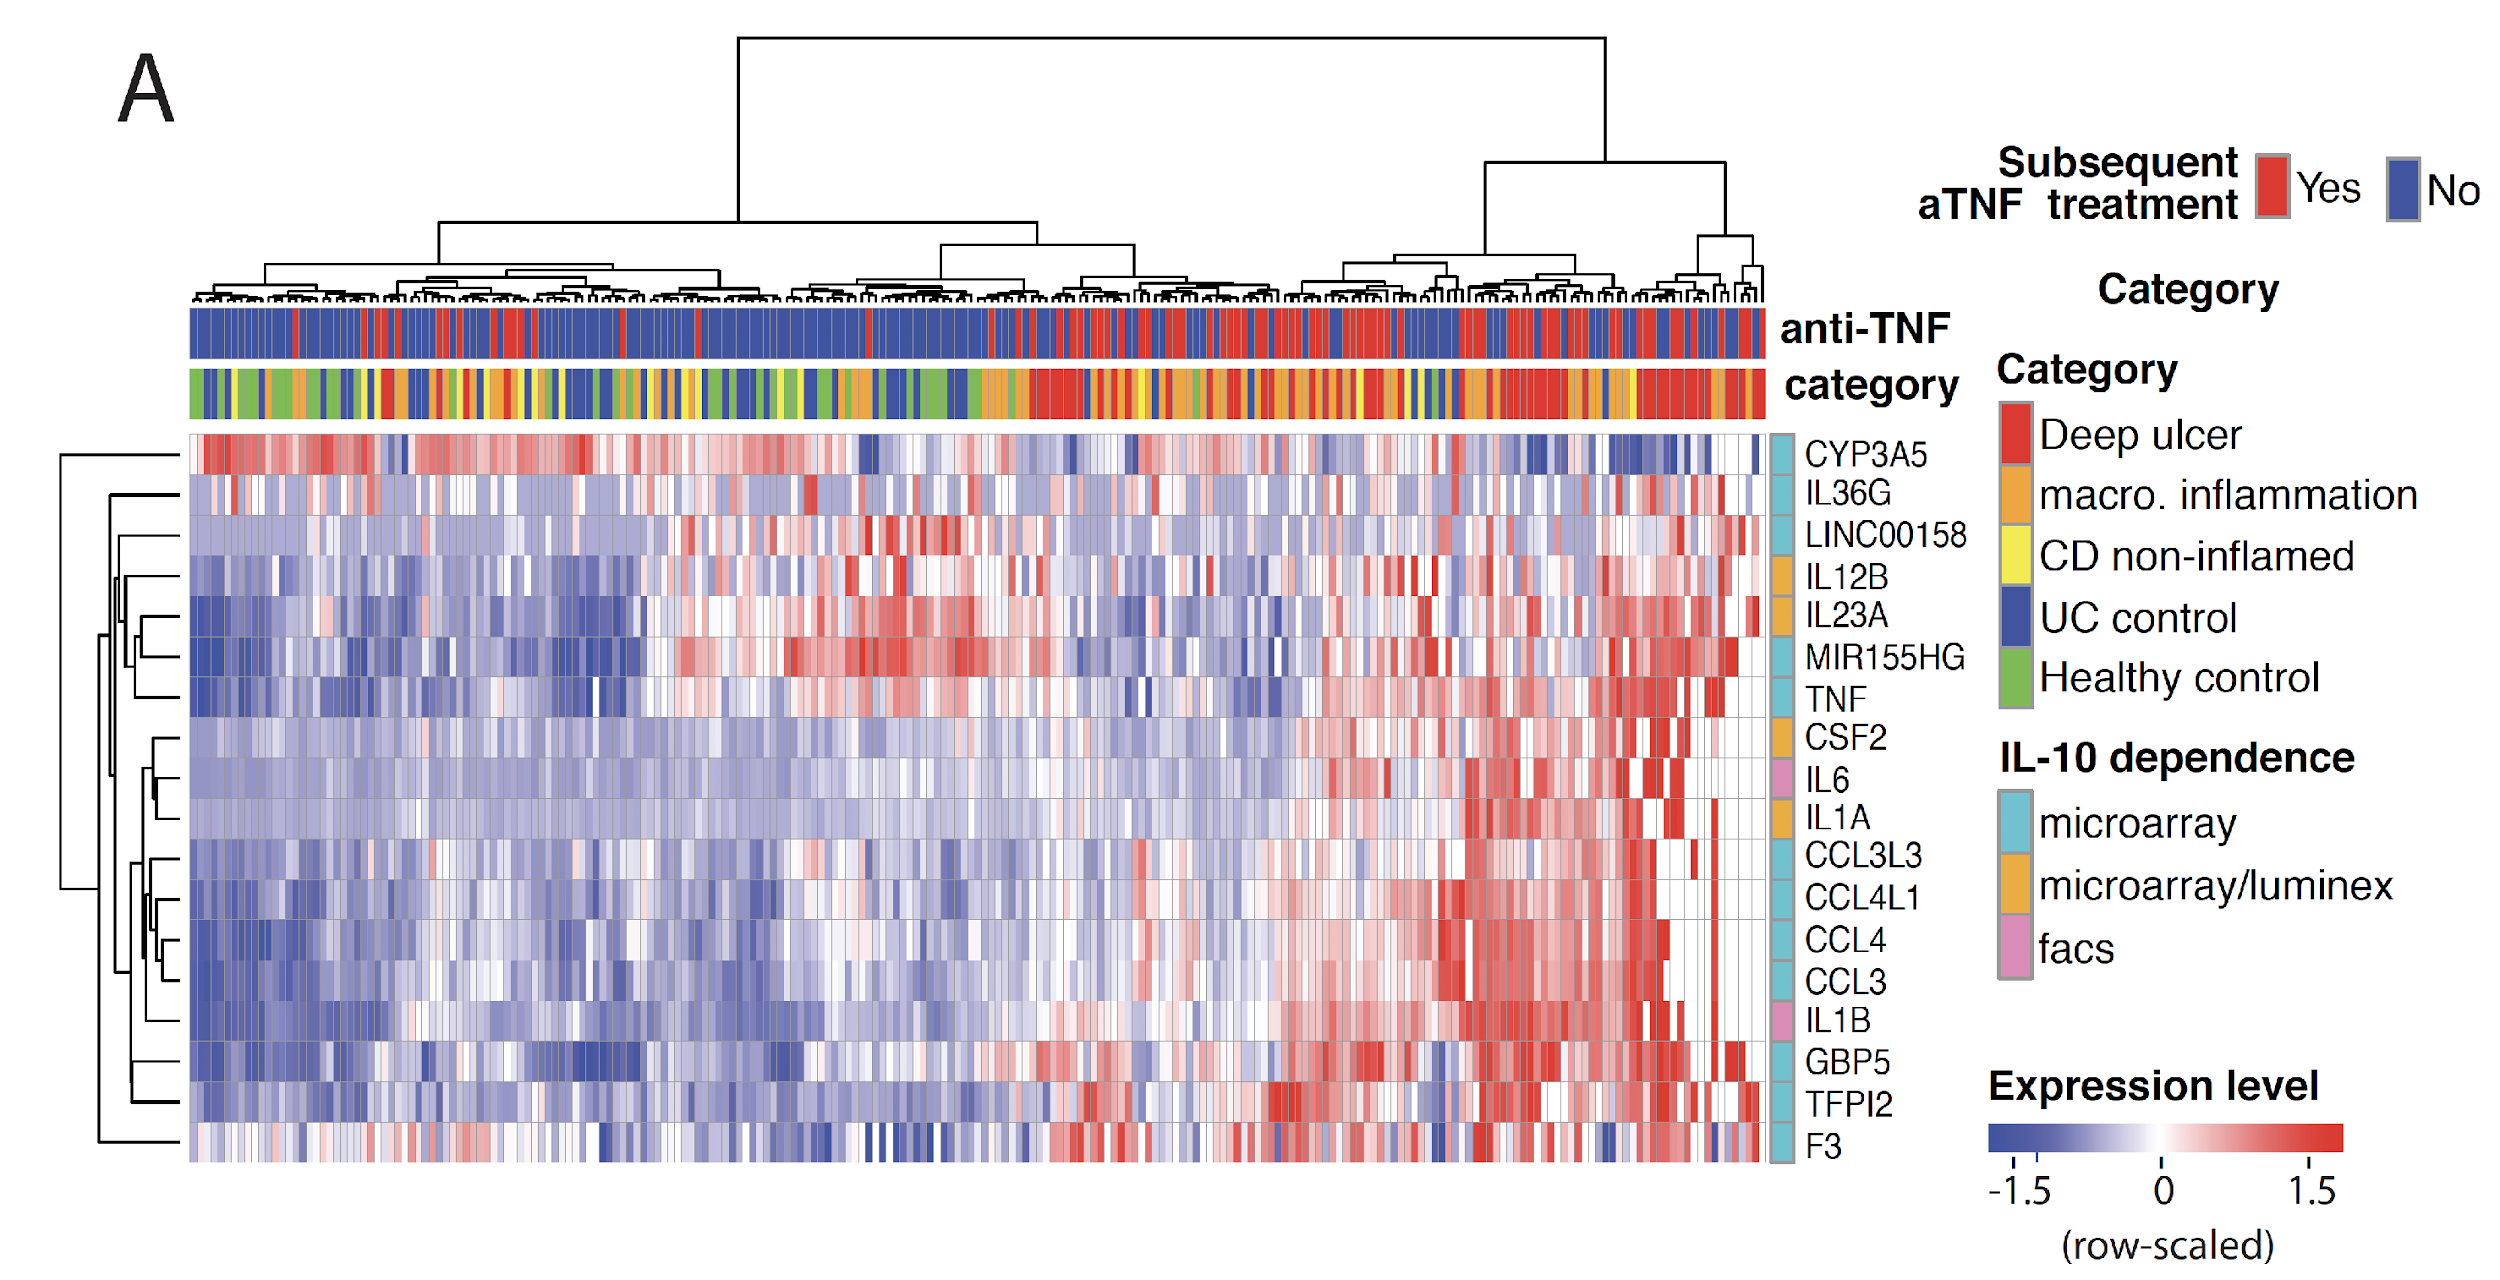 A
Subsequent
aTNF treatment
Yes
No
Category
anti-TNF
category
Category
Deep ulcer
macro. inflammation
CD non-inflamed
UC control
Healthy control
IL-10 dependence
microarray
microarray/luminex
facs
CYP3A5
IL36G
LINC00158
IL12B
IL23A
MIR155HG
TNF
CSF2
IL6
IL1A
CCL3L3
CCL4L1
CCL4
CCL3
IL1B
GBP5
TFPI2
F3
Expression level
-1.5 0 1.5
(row-scaled)